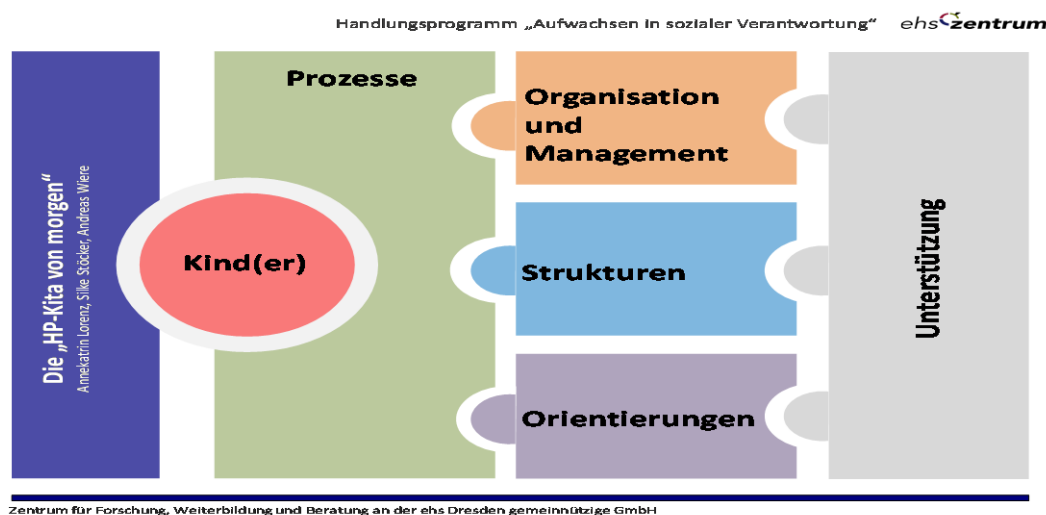 Handlungsprogramm „Aufwachsen in sozialer Verantwortung“
ehs zentrum
Die „HP-Kita von morgen“
Annekatrin Lorenz, Silke Stöcker, Andreas Wiere
Prozesse
Kind(er)
Organisation
und
Management
Strukturen
Orientierungen
Unterstützung
Zentrum für Forschung, Weiterbildung und Beratung an der ehs Dresden gemeinnützige GmbH